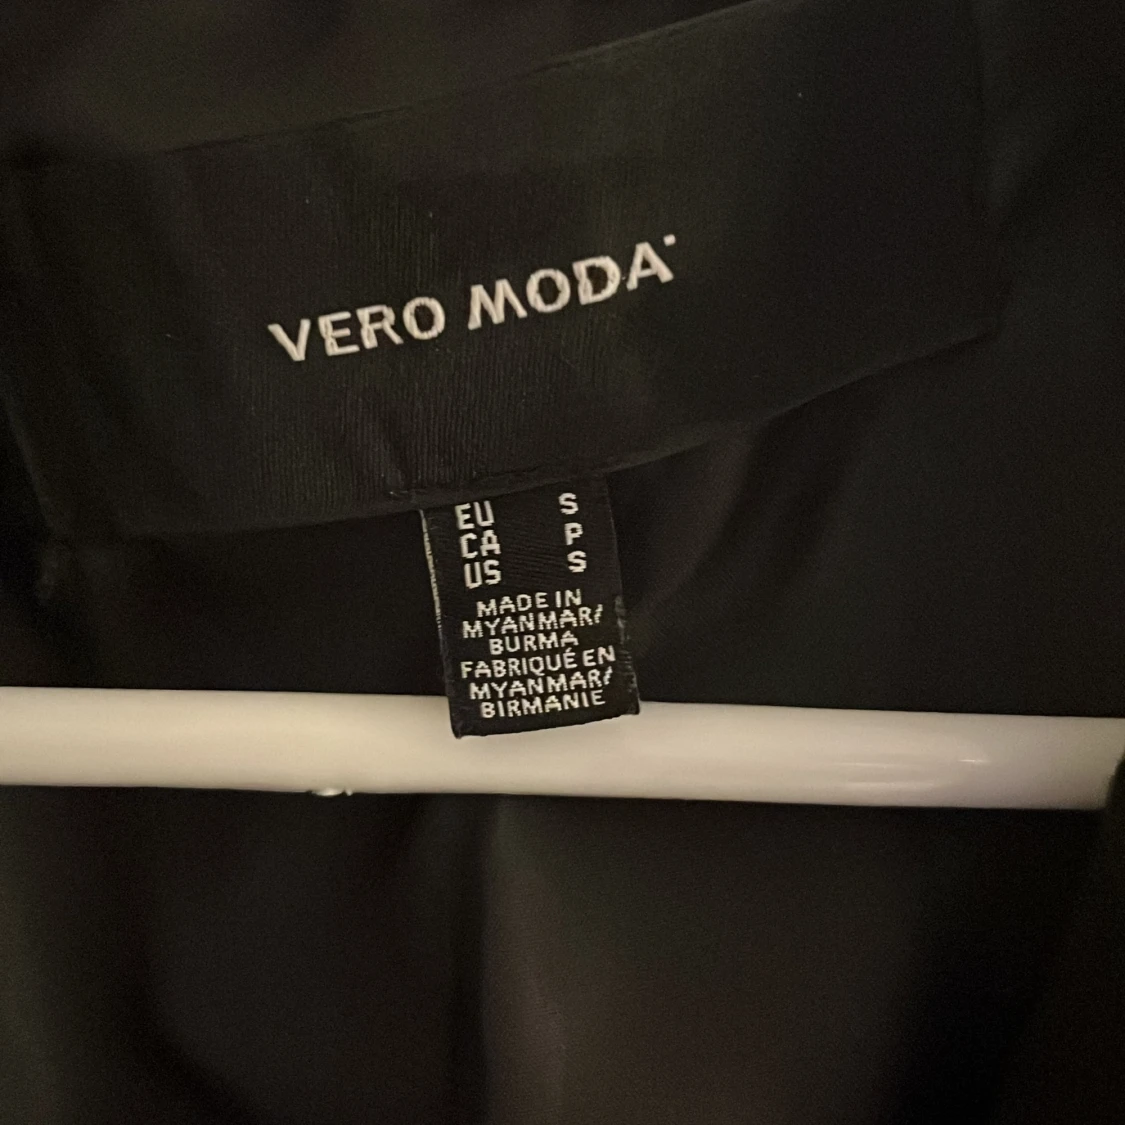 VERO MODA
EU S
CA P
US S
MADE IN
MYANMAR/
BURMA
FABRIQUÉ EN
MYANMAR/
BIRMANIE